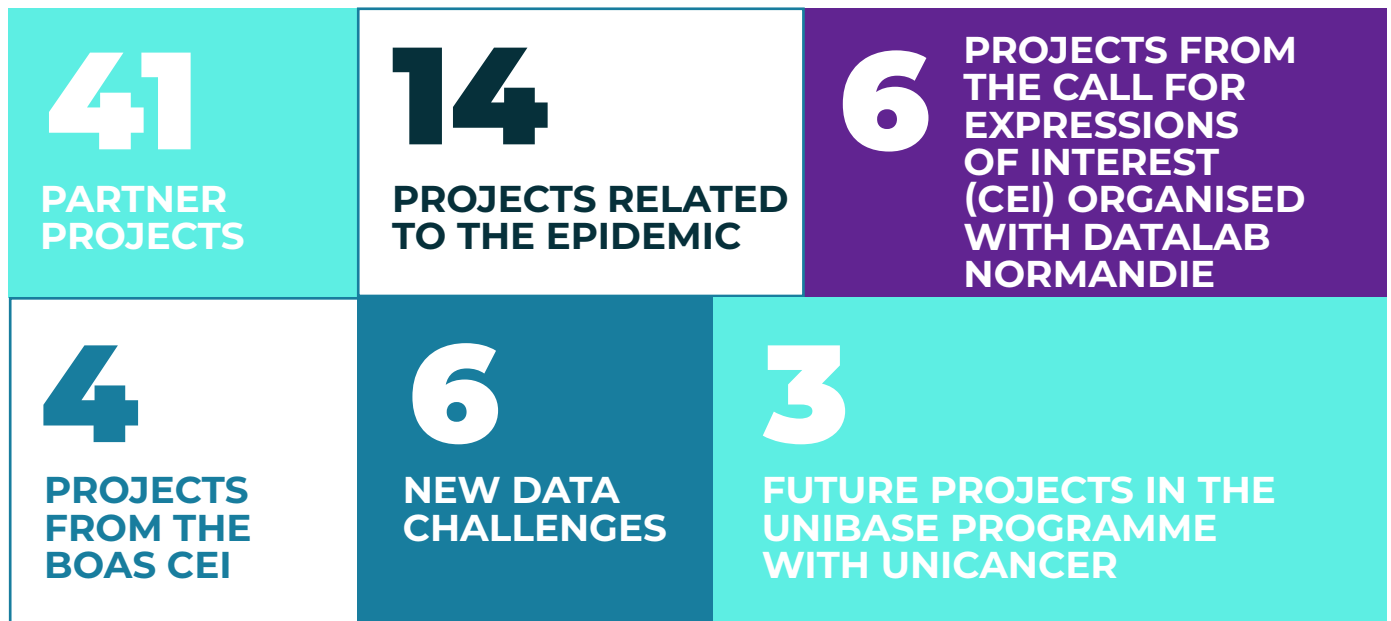 41
PARTNER
PROJECTS
14
PROJECTS RELATED
TO THE EPIDEMIC
6
PROJECTS FROM
THE CALL FOR
EXPRESSIONS
OF INTEREST
(CEI) ORGANISED
WITH DATALAB
NORMANDIE
4
PROJECTS
FROM THE
BOAS CEI
6
NEW DATA
CHALLENGES
3
FUTURE PROJECTS IN THE
UNIBASE PROGRAMME
WITH UNICANCER